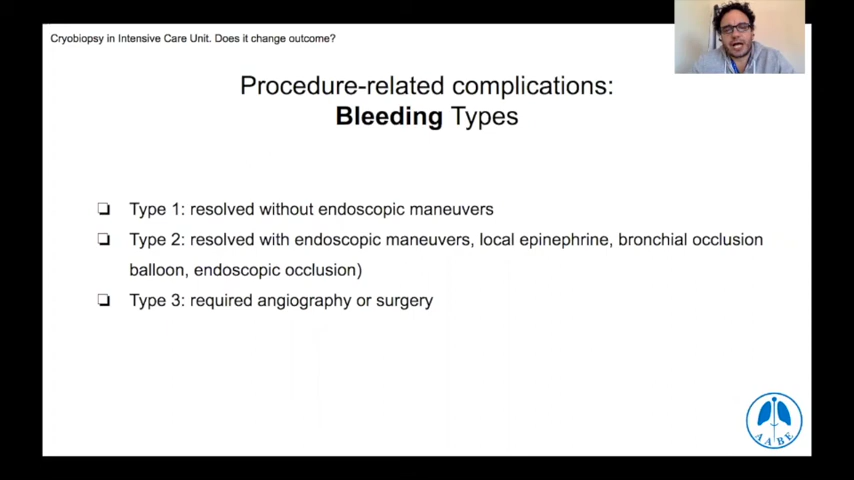 Cryobiopsy in Intensive Care Unit. Does it change outcome?
Procedure-related complications:
Bleeding Types
❏ Type 1: resolved without endoscopic maneuvers
❏ Type 2: resolved with endoscopic maneuvers, local epinephrine, bronchial occlusion
balloon, endoscopic occlusion)
❏ Type 3: required angiography or surgery
AABE